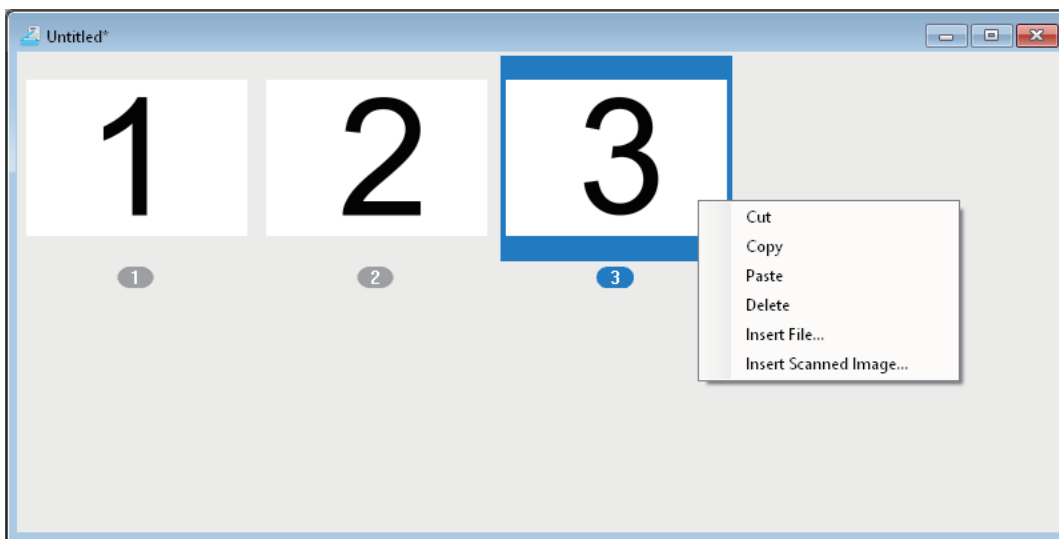 Untitled*
1 2 3
1 2 3
Cut
Copy
Paste
Delete
Insert File...
Insert Scanned Image...